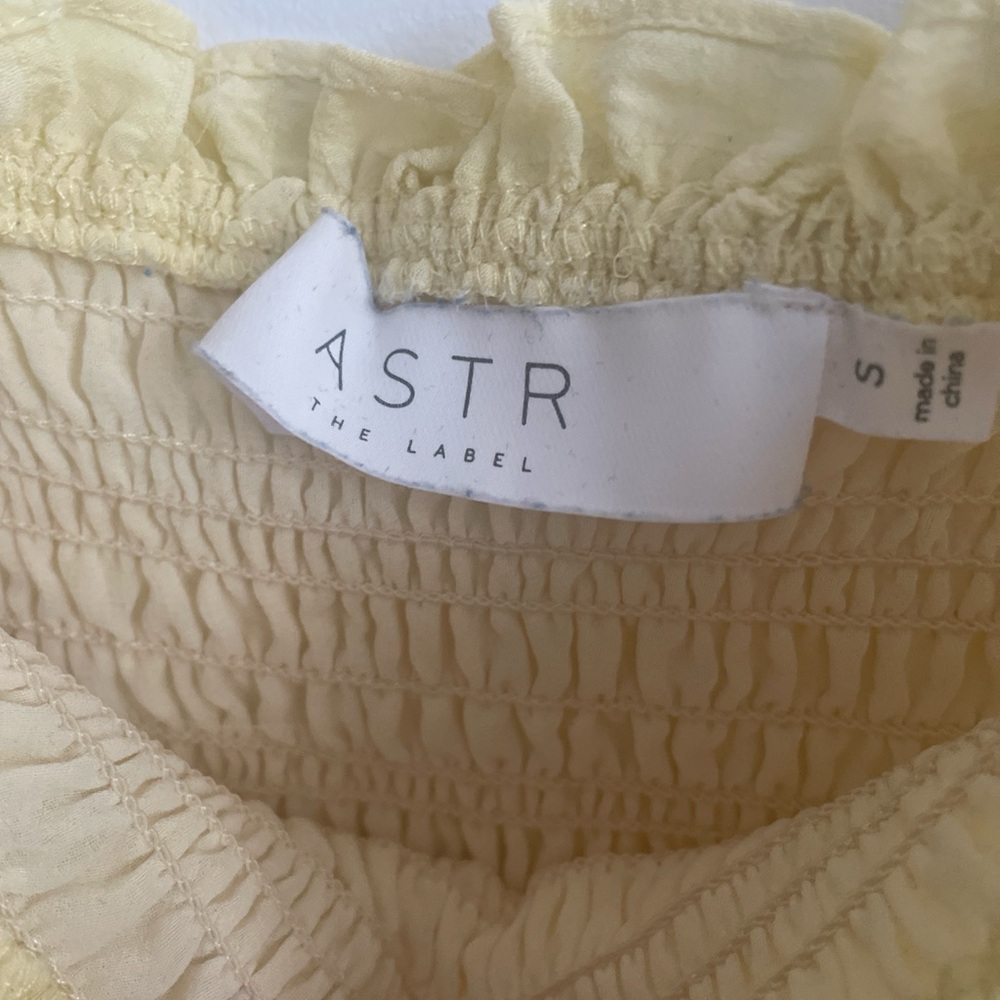 ASTR
THE LABEL
S
made in
china